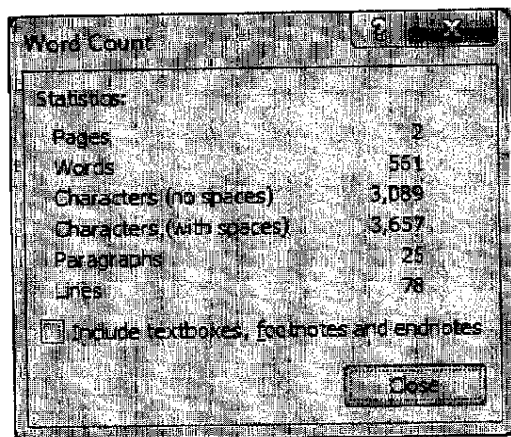 Word Count
Statistics:
Pages 2
Words 551
Characters (no spaces) 3,089
Characters (with spaces) 3,657
Paragraphs 25
Lines 78
Include textboxes, footnotes and endnotes
Close